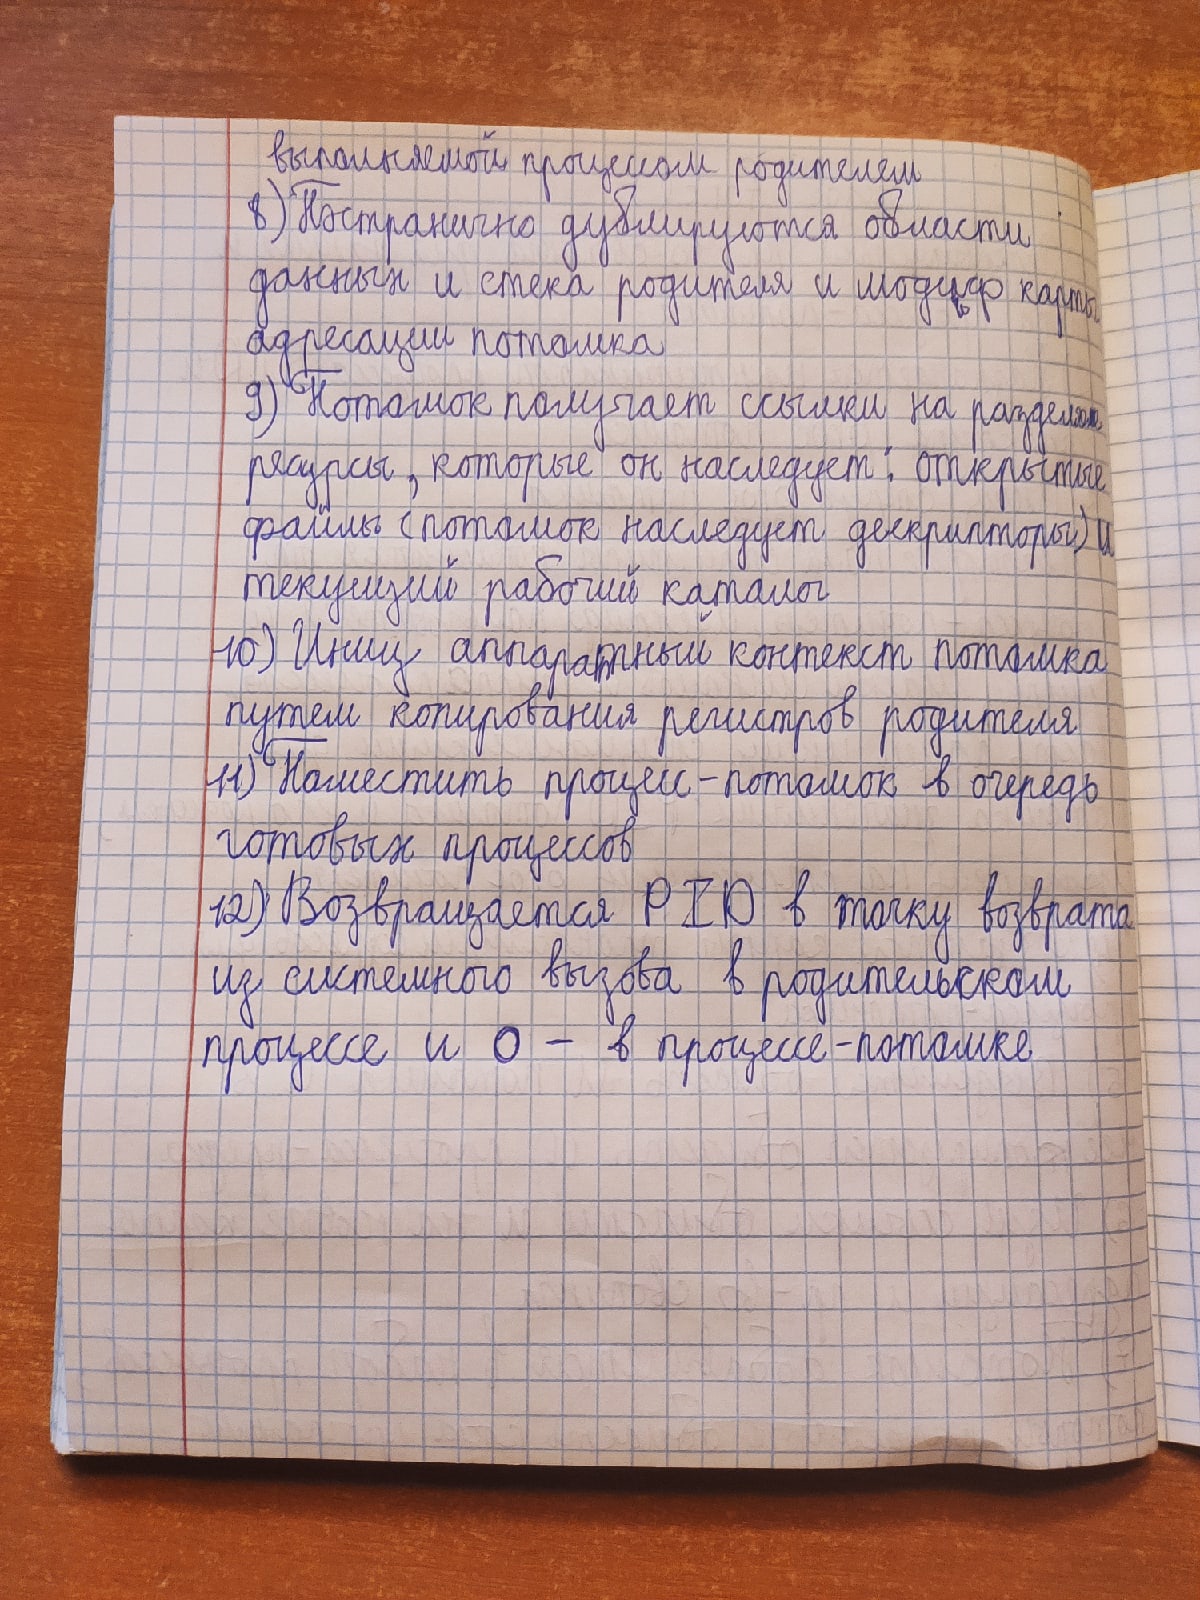 выполняемой процессом родителем
8) Постранично дублируются области
данных и стека родителя и модиф карты
адресации потомка
9) Потомок получает ссылки на разделяем
ресурсы, которые он наследует: открытые
файлы (потомок наследует дескрипторы) и
текущий рабочий каталог
10) Иниц аппаратный контекст потомка
путем копирования регистров родителя
11) Поместить процесс-потомок в очередь
готовых процессов
12) Возвращается PID в точку возврата
из системного вызова в родительском
процессе и 0 – в процессе-потомке